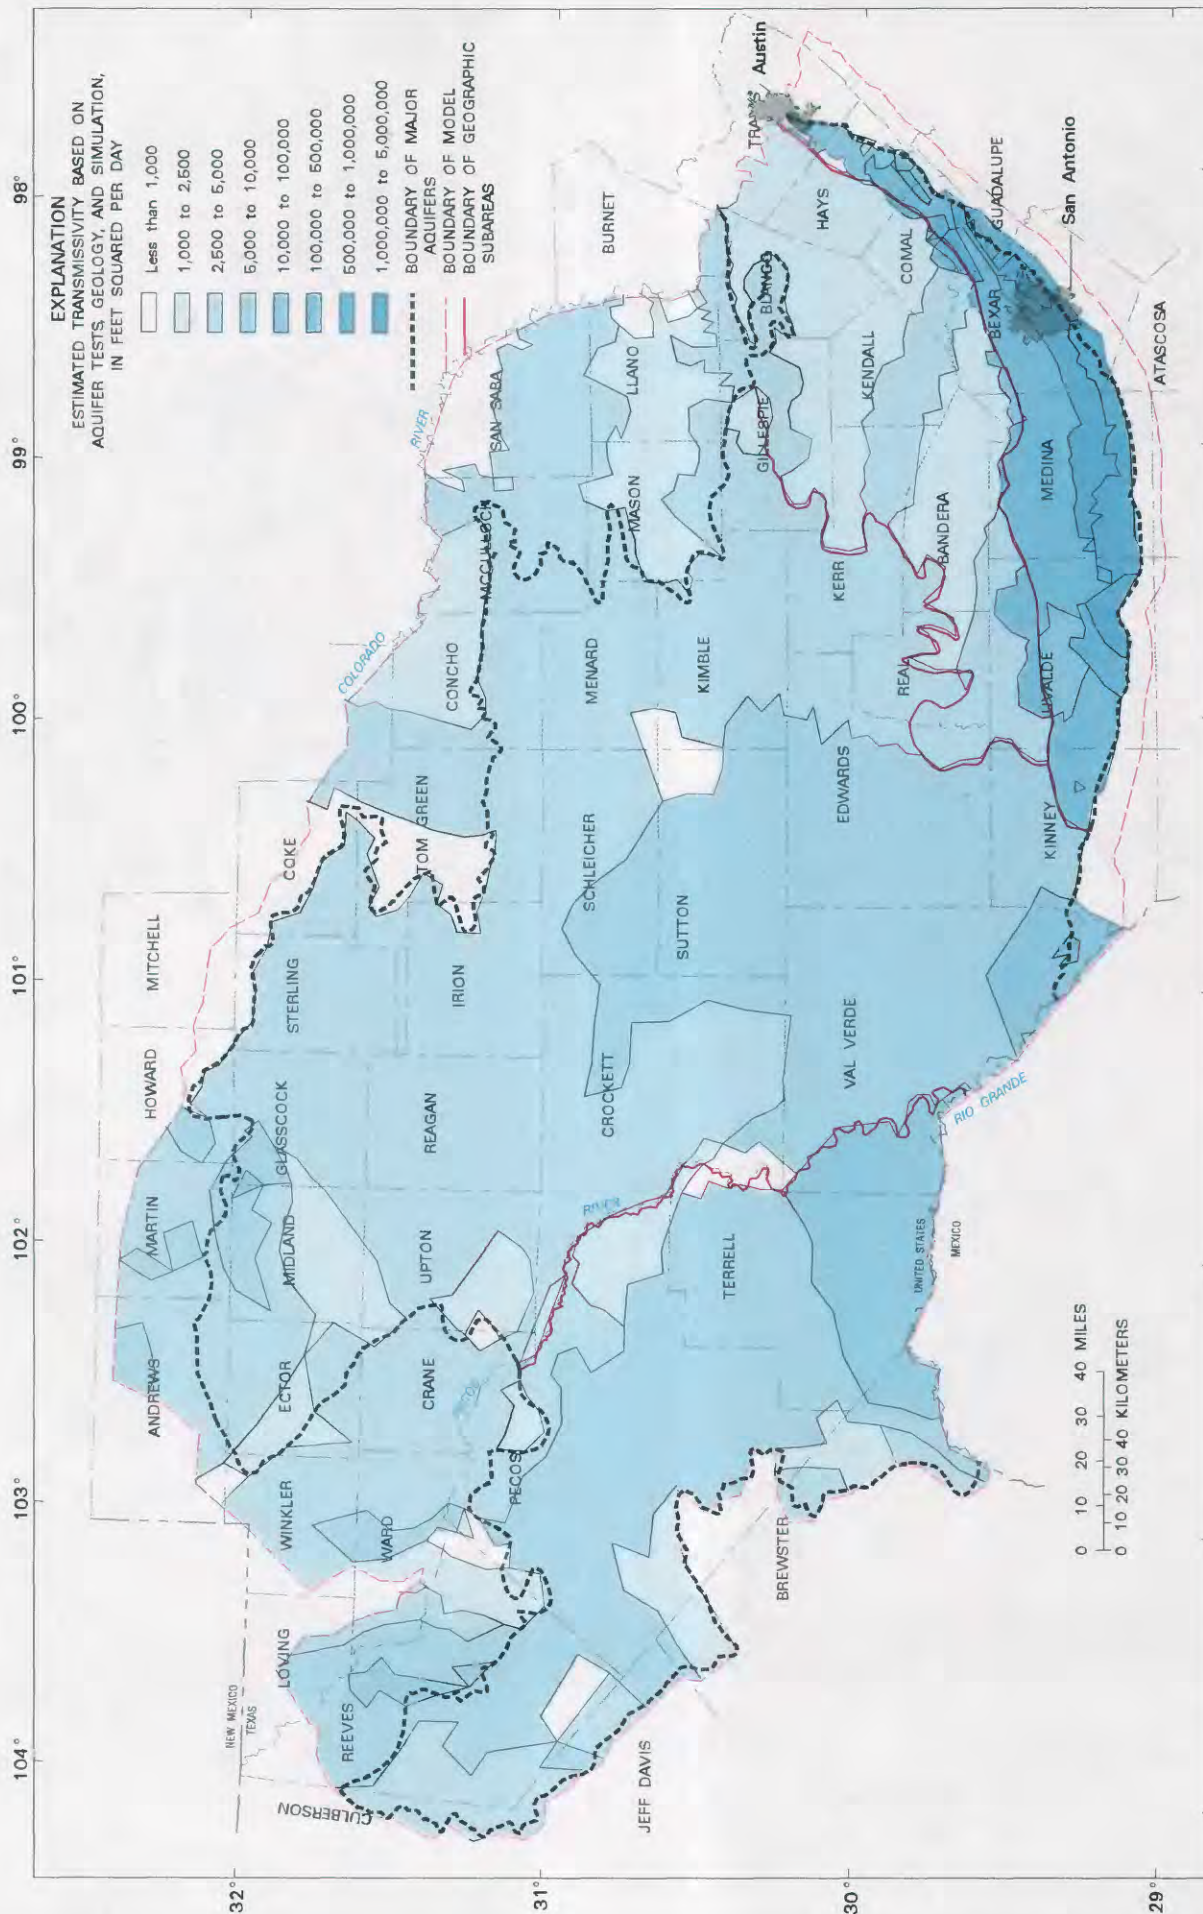 EXPLANATION
ESTIMATED TRANSMISSIVITY BASED ON
AQUIFER TESTS, GEOLOGY, AND SIMULATION,
IN FEET SQUARED PER DAY
Less than 1,000
1,000 to 2,500
2,500 to 5,000
5,000 to 10,000
10,000 to 100,000
100,000 to 500,000
500,000 to 1,000,000
1,000,000 to 5,000,000
BOUNDARY OF MAJOR
AQUIFERS
BOUNDARY OF MODEL
BOUNDARY OF GEOGRAPHIC
SUBAREAS
104°
103°
102°
101°
100°
99°
98°
32°
31°
30°
29°
NEW MEXICO
TEXAS
CULBERSON
REEVES
LOVING
JEFF DAVIS
WINKLER
WARD
PECOS
BREWSTER
ANDREWS
ECTOR
CRANE
MARTIN
MIDLAND
UPTON
TERRELL
HOWARD
GLASSCOCK
REAGAN
CROCKETT
VAL VERDE
RIVER
RIO GRANDE
UNITED STATES
MEXICO
MITCHELL
STERLING
IRION
COKE
TOM GREEN
SCHLEICHER
SUTTON
EDWARDS
KINNEY
COLORADO
RIVER
CONCHO
MENARD
KIMBLE
REAL
UVALDE
MCCULLOCH
MASON
KERR
BANDERA
MEDINA
SAN SABA
LLANO
GILLESPIE
KENDALL
BEXAR
ATASCOSA
BURNET
BLANCO
HAYS
COMAL
GUADALUPE
San Antonio
TRAVIS
Austin
0 10 20 30 40 MILES
0 10 20 30 40 KILOMETERS